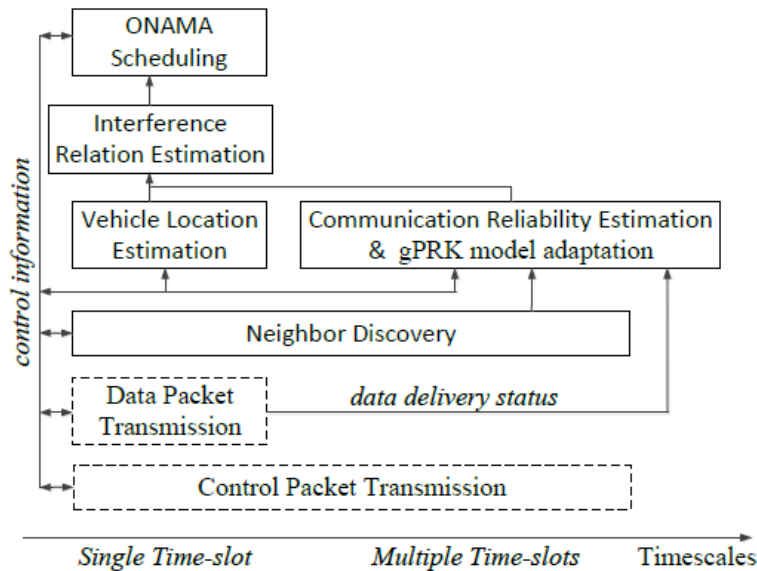 ONAMA
Scheduling
Interference
Relation Estimation
Vehicle Location
Estimation
Communication Reliability Estimation
& gPRK model adaptation
control information
Neighbor Discovery
Data Packet
Transmission
data delivery status
Control Packet Transmission
Single Time-slot
Multiple Time-slots
Timescales